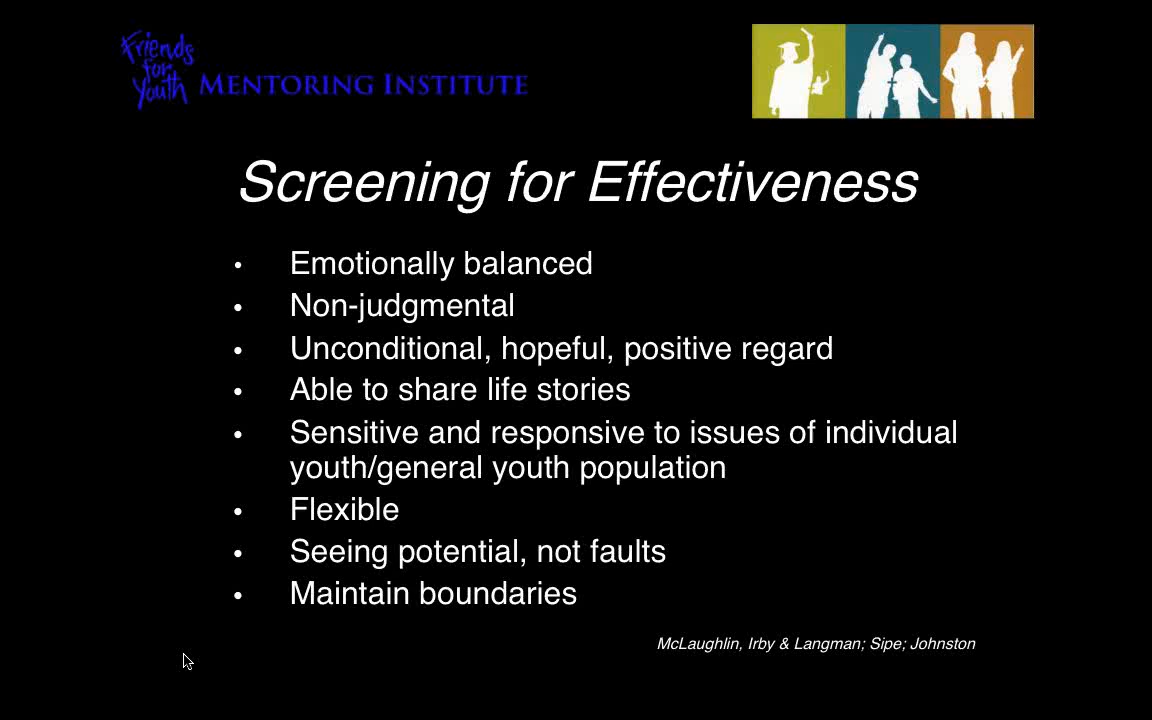 Friends
for
Youth MENTORING INSTITUTE
Screening for Effectiveness
• Emotionally balanced
• Non-judgmental
• Unconditional, hopeful, positive regard
• Able to share life stories
• Sensitive and responsive to issues of individual
youth/general youth population
• Flexible
• Seeing potential, not faults
• Maintain boundaries
McLaughlin, Irby & Langman; Sipe; Johnston